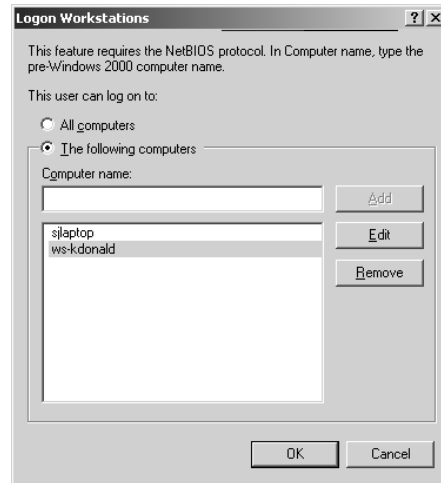 Logon Workstations
This feature requires the NetBIOS protocol. In Computer name, type the
pre-Windows 2000 computer name.
This user can log on to:
All computers
The following computers
Computer name:
Add
sjlaptop
ws-kdonald
Edit
Remove
OK
Cancel